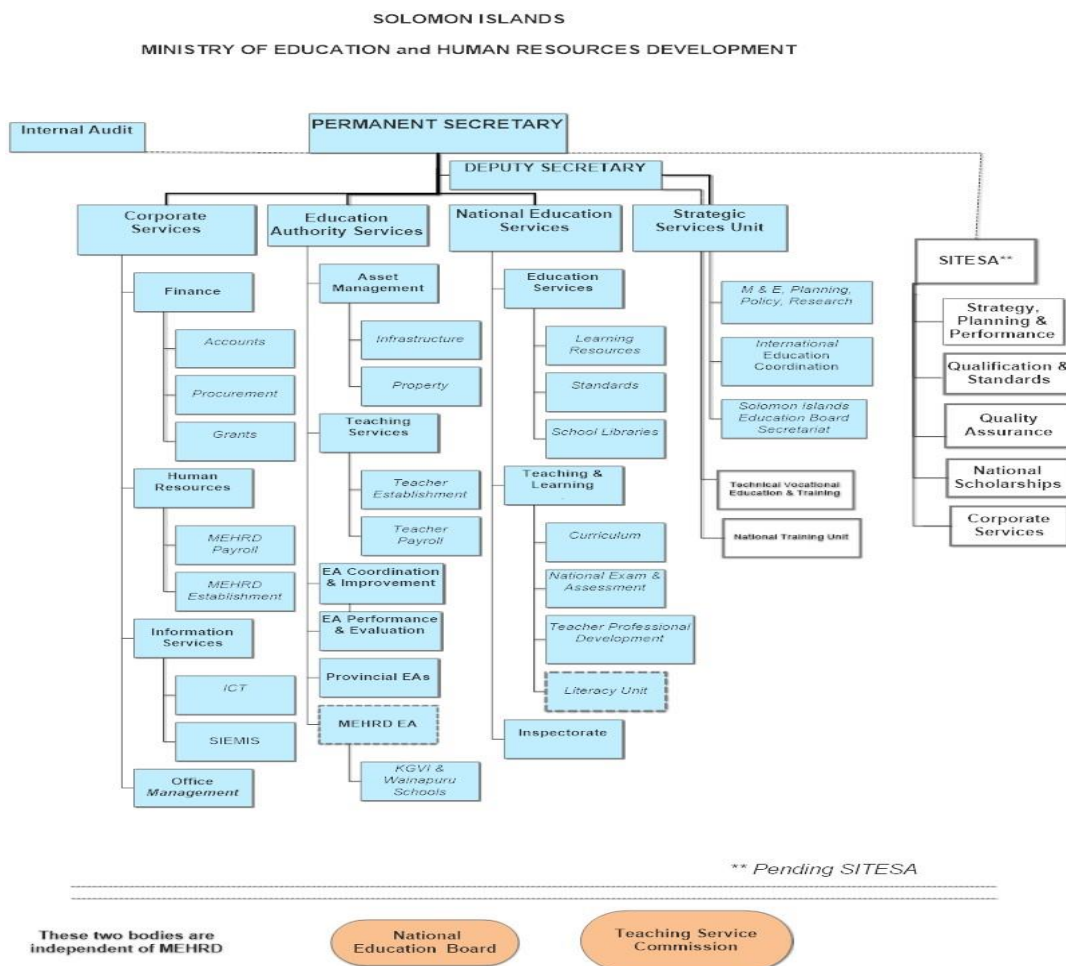 SOLOMON ISLANDS
MINISTRY OF EDUCATION and HUMAN RESOURCES DEVELOPMENT
Internal Audit
PERMANENT SECRETARY
DEPUTY SECRETARY
Corporate
Services
Finance
Accounts
Procurement
Grants
Human
Resources
MEHRD
Payroll
MEHRD
Establishment
Information
Services
ICT
SIEMIS
Office
Management
Education
Authority Services
Asset
Management
Infrastructure
Property
Teaching
Services
Teacher
Establishment
Teacher
Payroll
EA Coordination
& Improvement
EA Performance
& Evaluation
Provincial EAs
MEHRD EA
KGVI &
Wainapuru
Schools
National Education
Services
Education
Services
Learning
Resources
Standards
School Libraries
Teaching &
Learning
Curriculum
National Exam &
Assessment
Teacher Professional
Development
Literacy Unit
Inspectorate
Strategic
Services Unit
M & E, Planning,
Policy, Research
International
Education
Coordination
Solomon Islands
Education Board
Secretariat
Technical Vocational
Education & Training
National Training Unit
SITESA**
Strategy,
Planning &
Performance
Qualification &
Standards
Quality
Assurance
National
Scholarships
Corporate
Services
** Pending SITESA
These two bodies are
independent of MEHRD
National
Education Board
Teaching Service
Commission